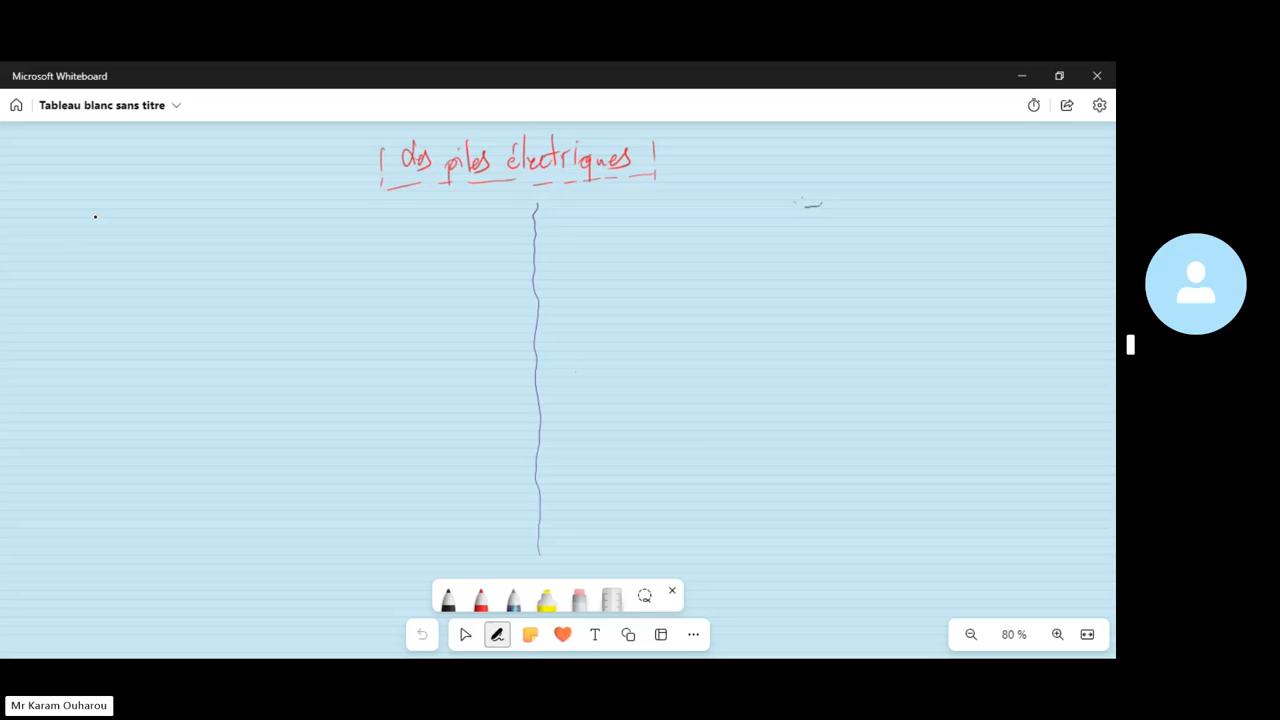 Microsoft Whiteboard
Tableau blanc sans titre
Les piles électriques
80 %
Mr Karam Ouharou